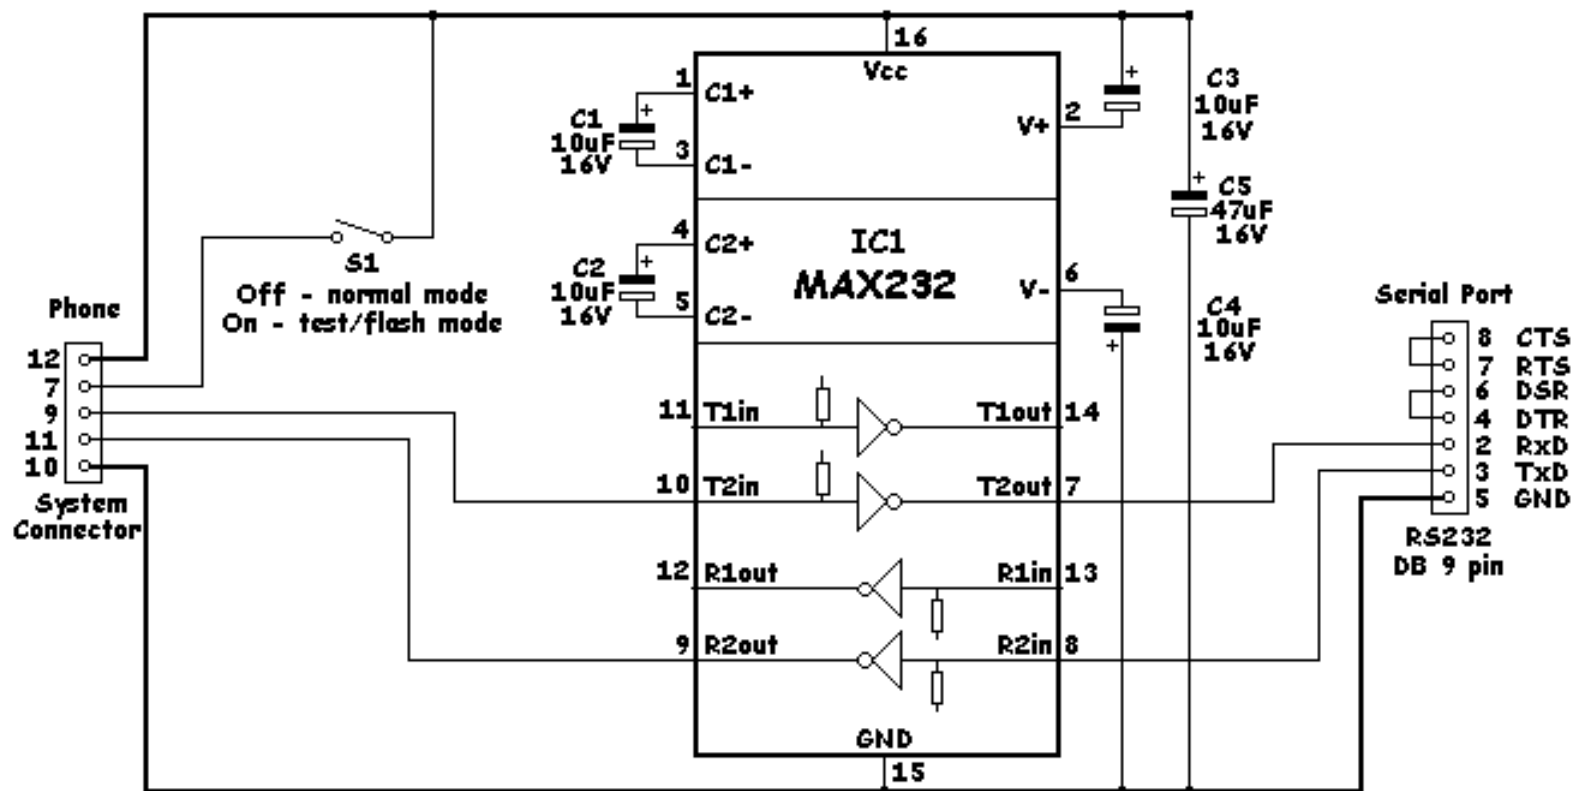 16
Vcc
1
C1+
C1
10uF
16V
+
3
C1-
V+
2
+
C3
10uF
16V
+
C5
47uF
16V
S1
Off - normal mode
On - test/flash mode
4
C2+
C2
10uF
16V
+
5
C2-
IC1
MAX232
V-
6
C4
10uF
16V
+
Phone
12
7
9
11
10
System
Connector
11
T1in
T1out
14
10
T2in
T2out
7
12
R1out
R1in
13
9
R2out
R2in
8
GND
15
Serial Port
8 CTS
7 RTS
6 DSR
4 DTR
2 RxD
3 TxD
5 GND
RS232
DB 9 pin